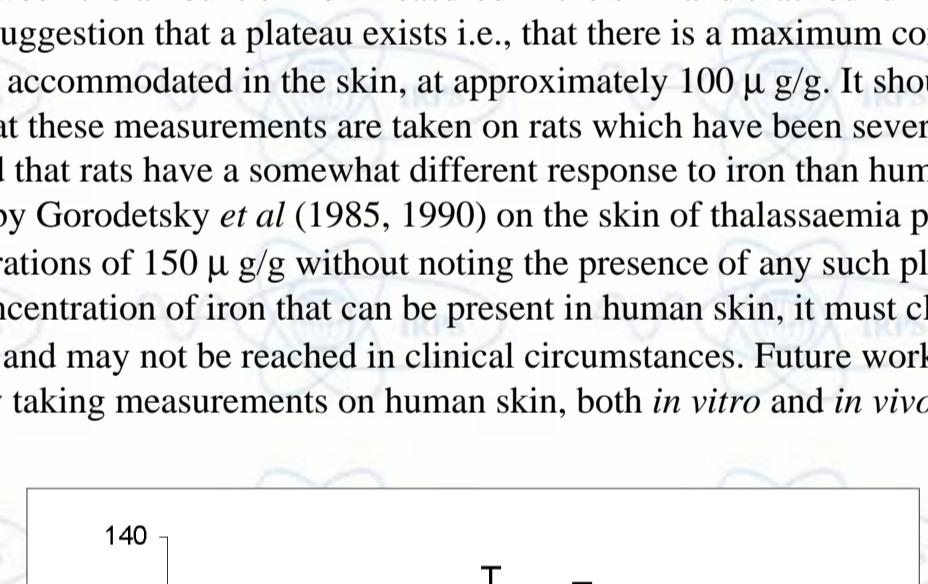 uggestion that a plateau exists i.e., that there is a maximum co
accommodated in the skin, at approximately 100 μ g/g. It shou
at these measurements are taken on rats which have been sever
that rats have a somewhat different response to iron than hum
by Gorodetsky et al (1985, 1990) on the skin of thalassaemia p
rations of 150 μ g/g without noting the presence of any such pl
ncentration of iron that can be present in human skin, it must cl
and may not be reached in clinical circumstances. Future work
taking measurements on human skin, both in vitro and in vivo
140